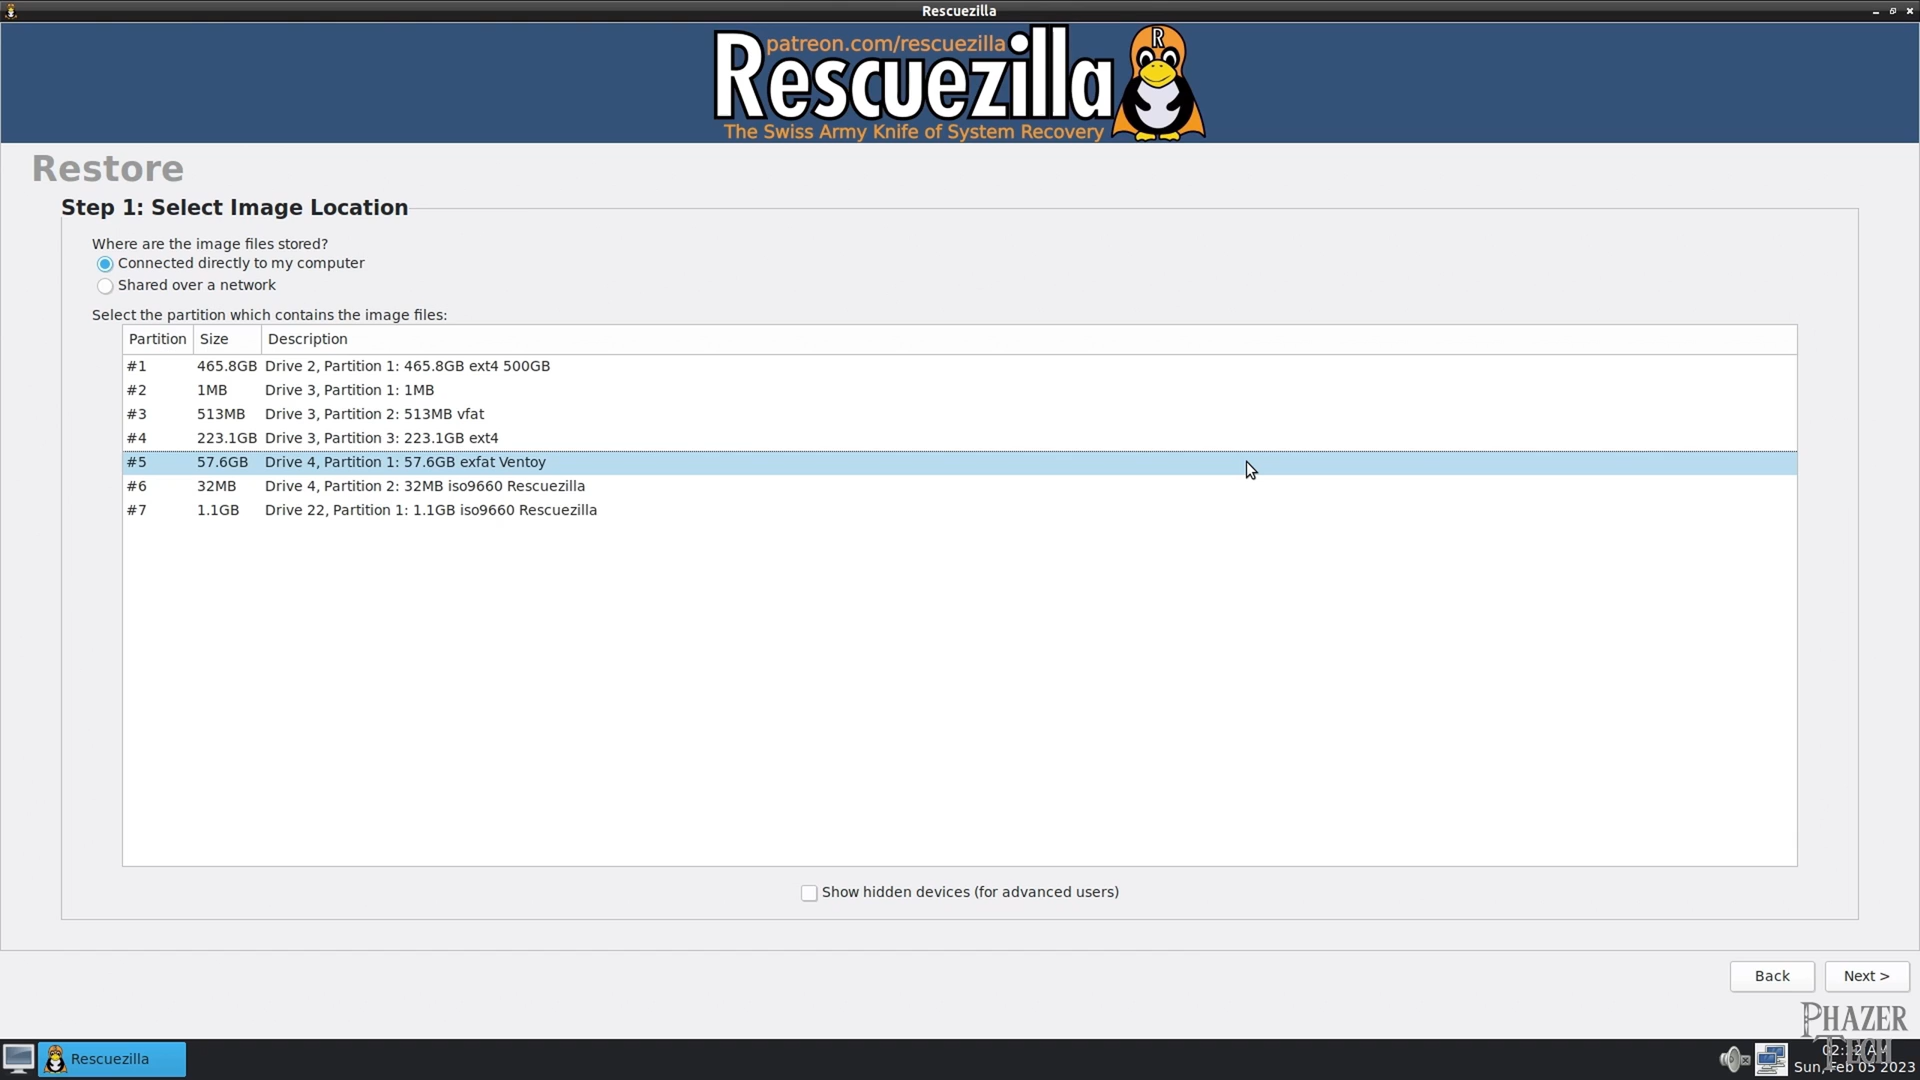 Rescuezilla
patreon.com/rescuezilla
R
Rescuezilla
The Swiss Army Knife of System Recovery
Restore
Step 1: Select Image Location
Where are the image files stored?
Connected directly to my computer
Shared over a network
Select the partition which contains the image files:
Partition Size Description
#1 465.8GB Drive 2, Partition 1: 465.8GB ext4 500GB
#2 1MB Drive 3, Partition 1: 1MB
#3 513MB Drive 3, Partition 2: 513MB vfat
#4 223.1GB Drive 3, Partition 3: 223.1GB ext4
#5 57.6GB Drive 4, Partition 1: 57.6GB exfat Ventoy
#6 32MB Drive 4, Partition 2: 32MB iso9660 Rescuezilla
#7 1.1GB Drive 22, Partition 1: 1.1GB iso9660 Rescuezilla
Show hidden devices (for advanced users)
Back Next >
PHAZER
TECH
Rescuezilla
AM
Sun, Feb 05 2023